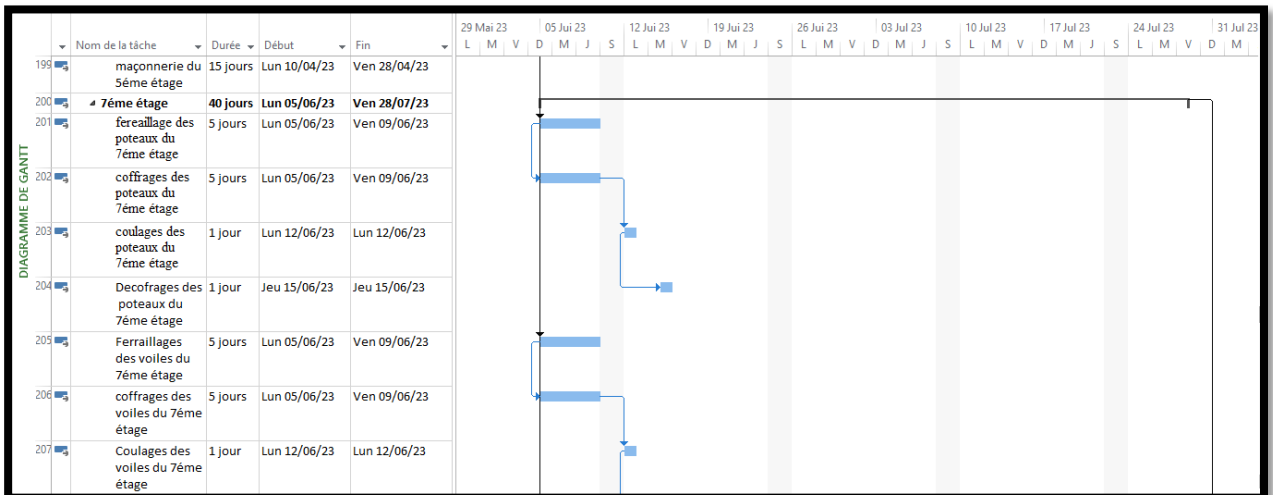 29 Mai 23 05 Jui 23 12 Jui 23 19 Jui 23 26 Jui 23 03 Jul 23 10 Jul 23 17 Jul 23 24 Jul 23 31 Jul 23
Nom de la tâche Durée Début Fin L M V D M J S L M V D M J S L M V D M J S L M V D M J S L M V D M
DIAGRAMME DE GANTT
199 maçonnerie du 15 jours Lun 10/04/23 Ven 28/04/23
5éme étage
200 7éme étage 40 jours Lun 05/06/23 Ven 28/07/23
201 fereaillage des 5 jours Lun 05/06/23 Ven 09/06/23
poteaux du
7éme étage
202 coffrages des 5 jours Lun 05/06/23 Ven 09/06/23
poteaux du
7éme étage
203 coulages des 1 jour Lun 12/06/23 Lun 12/06/23
poteaux du
7éme étage
204 Decofrages des 1 jour Jeu 15/06/23 Jeu 15/06/23
poteaux du
7éme étage
205 Ferraillages 5 jours Lun 05/06/23 Ven 09/06/23
des voiles du
7éme étage
206 coffrages des 5 jours Lun 05/06/23 Ven 09/06/23
voiles du 7éme
étage
207 Coulages des 1 jour Lun 12/06/23 Lun 12/06/23
voiles du 7éme
étage